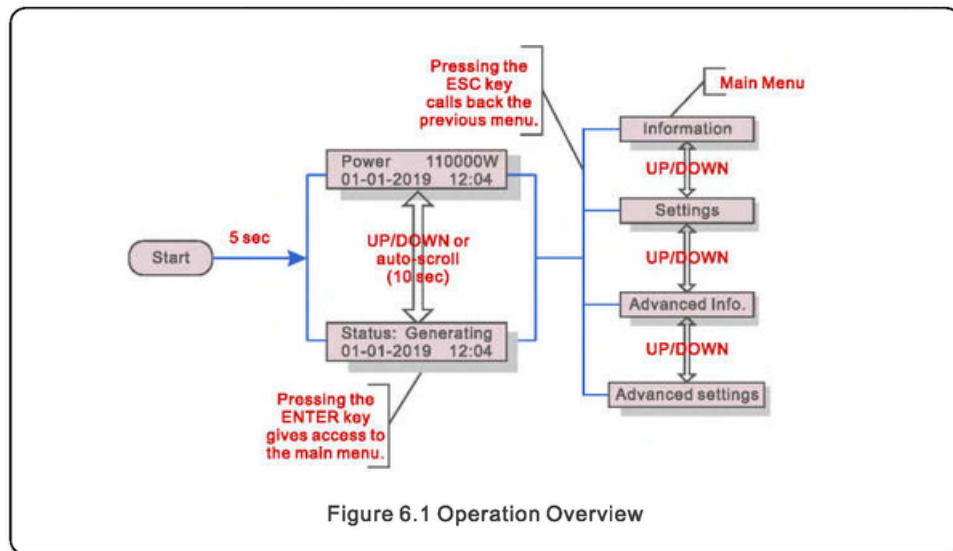 Pressing the
ESC key
calls back the
previous menu.
Main Menu
Information
UP/DOWN
Settings
UP/DOWN
Advanced Info.
UP/DOWN
Advanced settings
Power 110000W
01-01-2019 12:04
5 sec
Start
UP/DOWN or
auto-scroll
(10 sec)
Status: Generating
01-01-2019 12:04
Pressing the
ENTER key
gives access to
the main menu.
Figure 6.1 Operation Overview